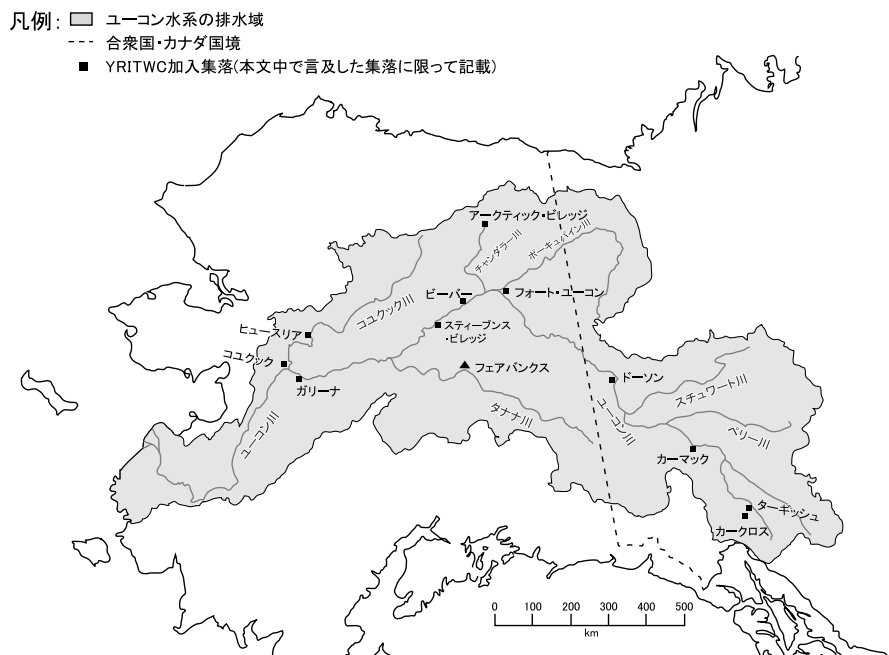 凡例: ユーコン水系の排水域
合衆国・カナダ国境
YRITWC加入集落(本文中で言及した集落に限って記載)
アークティック・ビレッジ
チャンダラー川
ポーキュパイン川
ビーバー
フォート・ユーコン
コユクック川
スティーブンス
・ビレッジ
ヒュースリア
コユクック
ガリーナ
フェアバンクス
ドーソン
スチュワート川
ユーコン川
タナナ川
ユーコン川
ペリー川
カーマック
ターギッシュ
カークロス
0 100 200 300 400 500
km